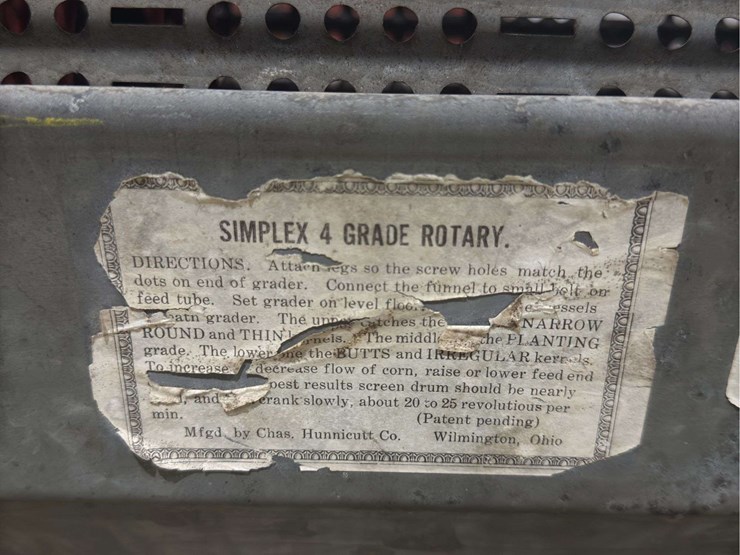 SIMPLEX 4 GRADE ROTARY.
DIRECTIONS. Attach legs so the screw holes match the
dots on end of grader. Connect the funnel to small on
feed tube. Set grader on level
grader. The catches the NARROW
ROUND and THIN The middle the PLANTING
grade. The lower one the BUTTS and IRREGULAR kernels.
To increase decrease flow of corn, raise or lower feed end
best results screen drum should be nearly
and crank slowly, about 20 to 25 revolutions per
min. (Patent pending)
Mfgd by Chas. Hunnicutt Co. Wilmington, Ohio